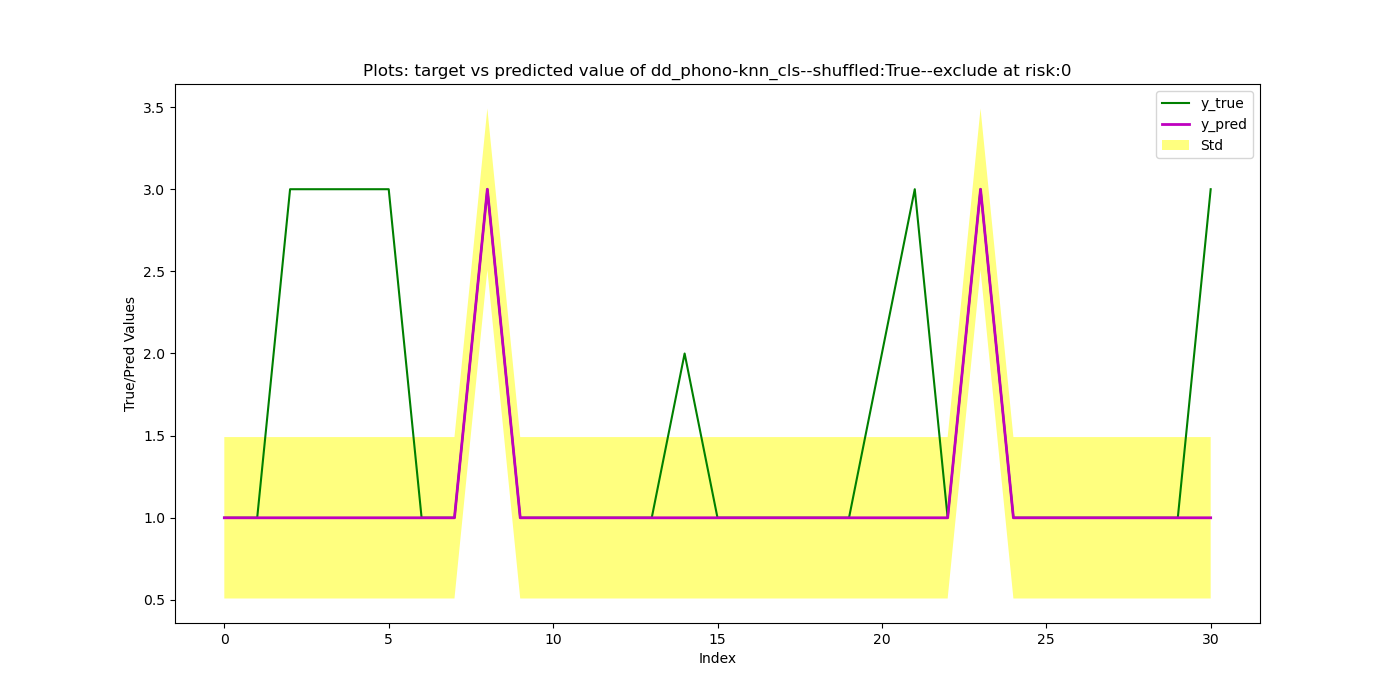 Plots: target vs predicted value of dd_phono-knn_cls--shuffled:True--exclude at risk:0
y_true
y_pred
Std
True/Pred Values
3.5
3.0
2.5
2.0
1.5
1.0
0.5
0 5 10 15 20 25 30
Index